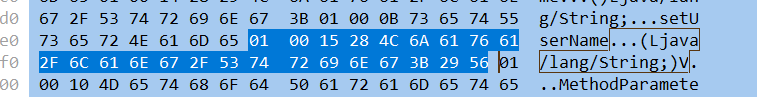 d0 67 2F 53 74 72 69 6E 67 3B 01 00 0B 73 65 74 55 g/String;...setU
e0 73 65 72 4E 61 6D 65 01 00 15 28 4C 6A 61 76 61 serName...(Ljava
f0 2F 6C 61 6E 67 2F 53 74 72 69 6E 67 3B 29 56 01 /lang/String;)V.
00 00 10 4D 65 74 68 6F 64 50 61 72 61 6D 65 74 65 ..MethodParamete